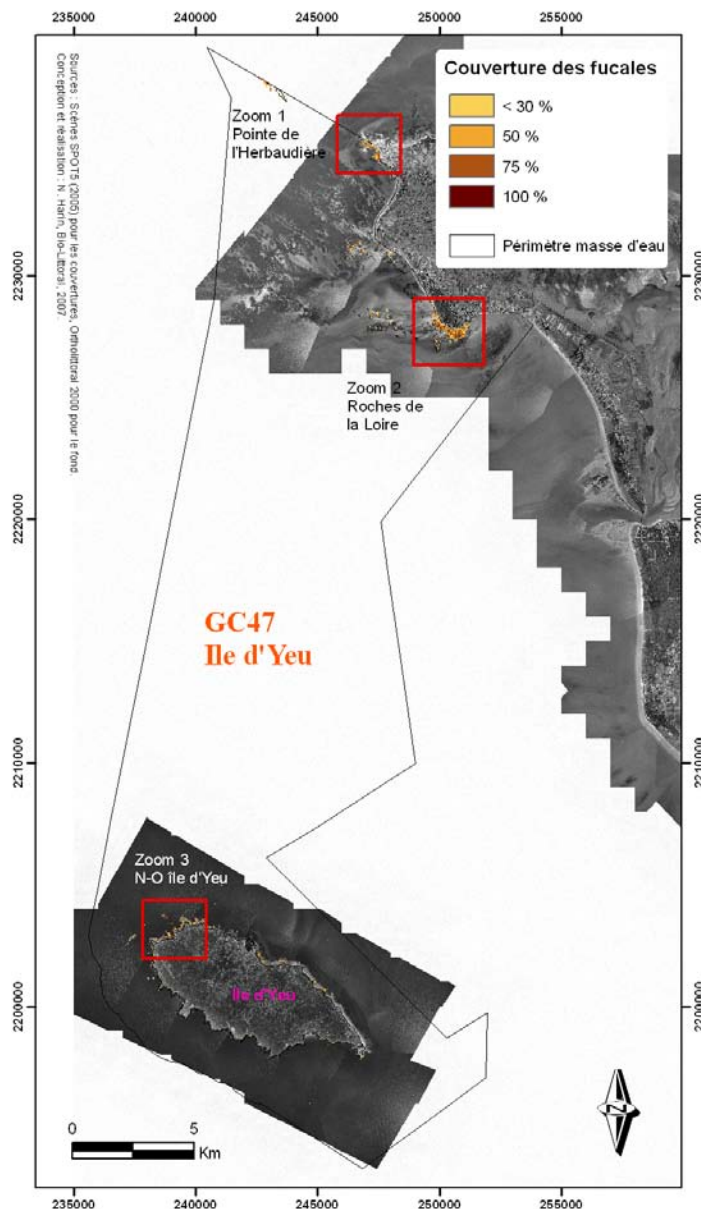 235000 240000 245000 250000 255000
Sources : Scènes SPOT5 (2005) pour les couvertures, Ortholittoral 2000 pour le fond.
Conception et réalisation : N. Harin, Bio-Littoral, 2007.
Zoom 1
Pointe de
l'Herbaudière
Couverture des fucales
< 30 %
50 %
75 %
100 %
Périmètre masse d'eau
2230000 2230000
Zoom 2
Roches de
la Loire
2220000 2220000
GC47
Ile d'Yeu
2210000 2210000
Zoom 3
N-O île d'Yeu
Ile d'Yeu
2200000 2200000
N
0 5
Km
235000 240000 245000 250000 255000